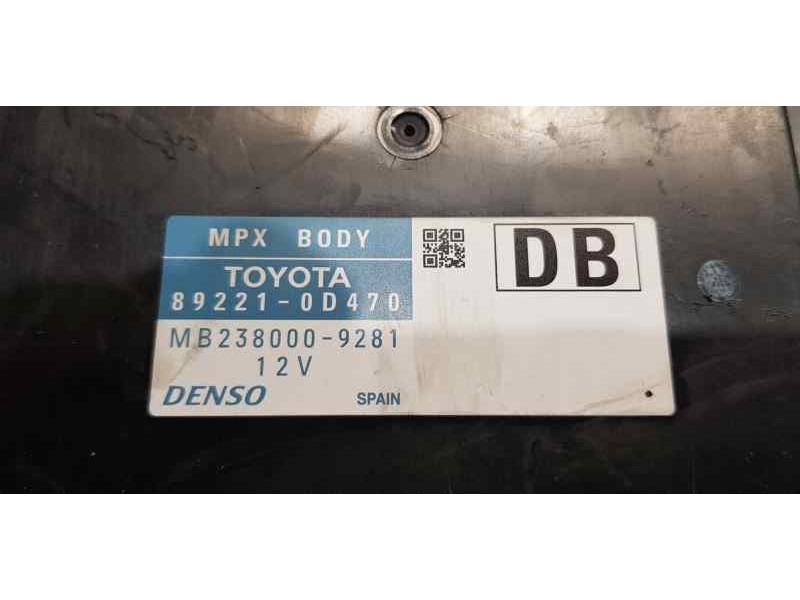 MPX BODY
TOYOTA
89221-0D470
MB238000-9281
12V
DENSO SPAIN
DB